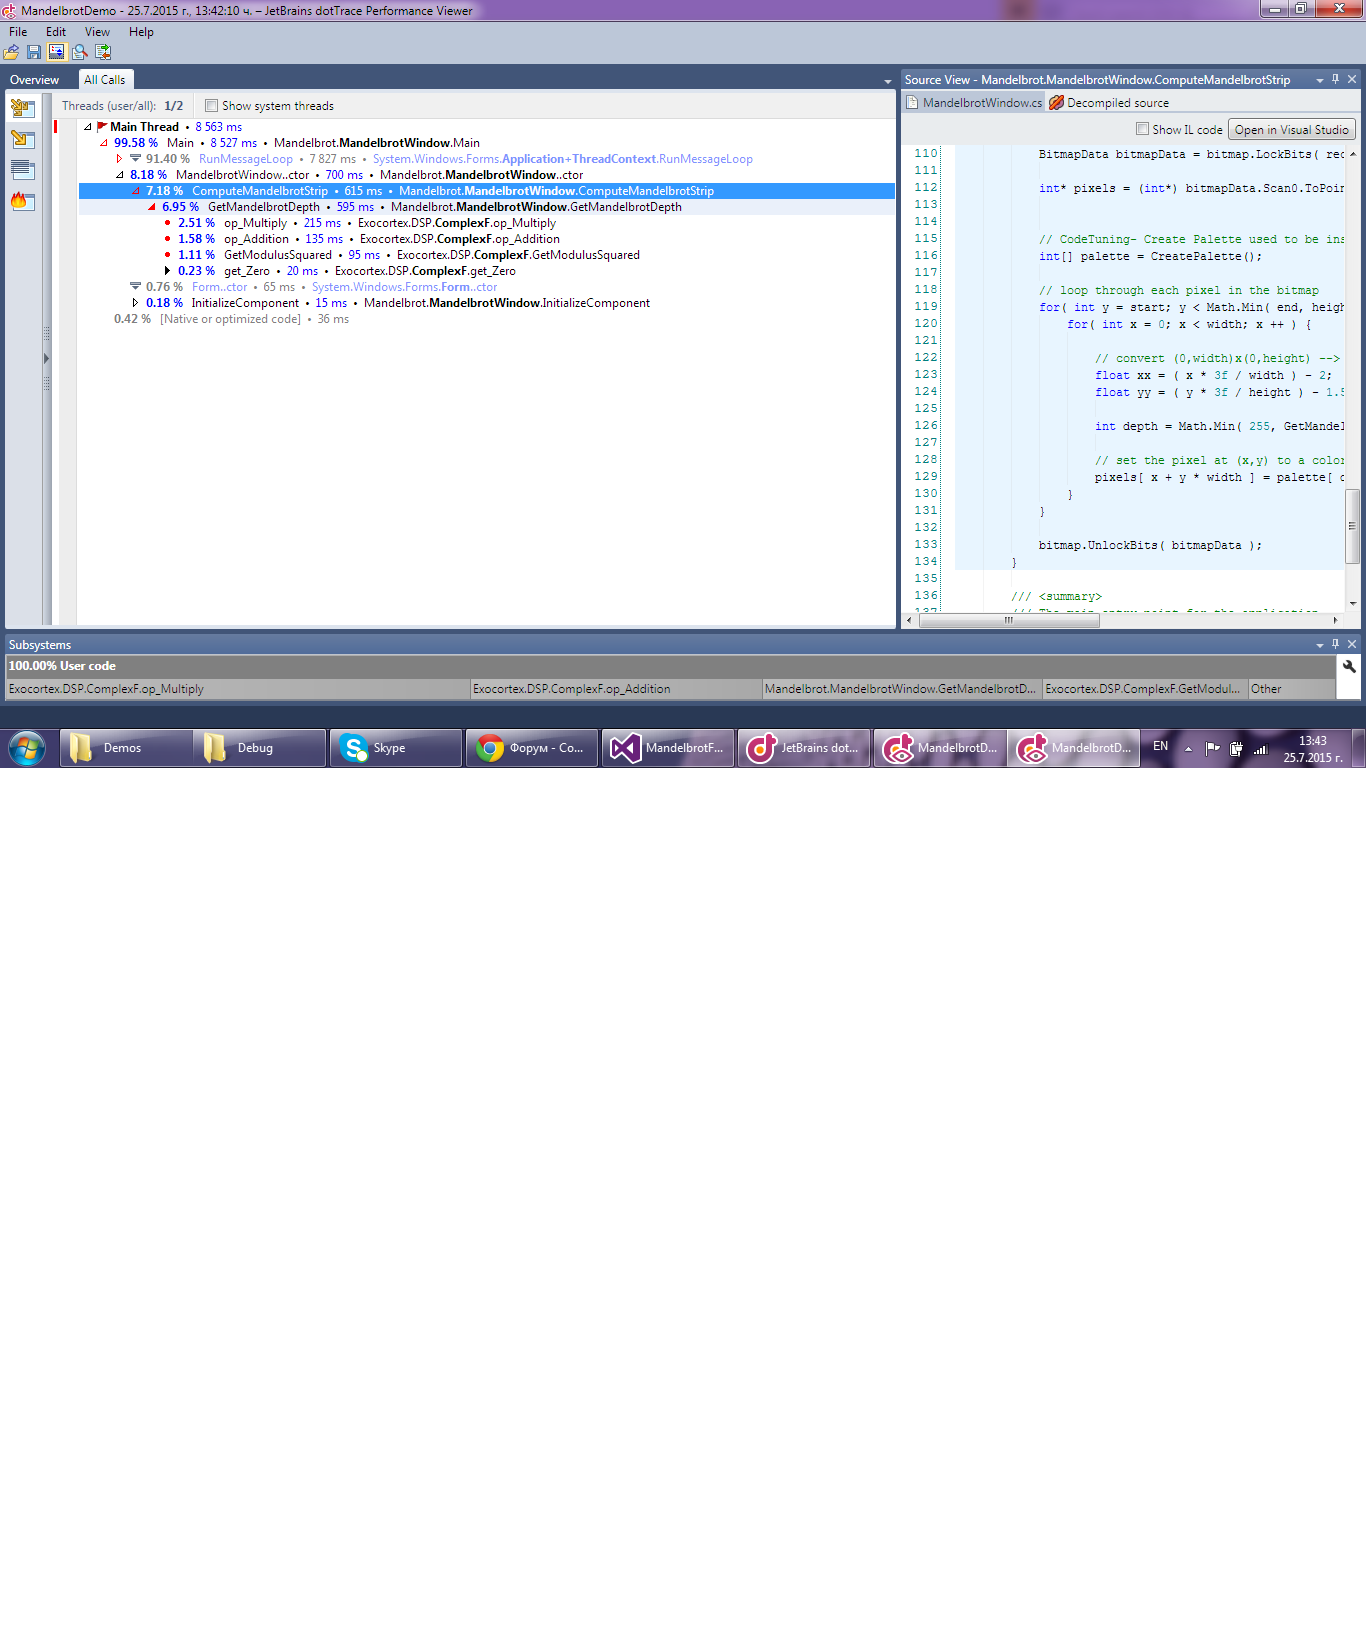 MandelbrotDemo - 25.7.2015 г., 13:42:10 ч. – JetBrains dotTrace Performance Viewer
File Edit View Help
Overview All Calls
Threads (user/all): 1/2 Show system threads
Main Thread • 8 563 ms
99.58 % Main • 8 527 ms • Mandelbrot.MandelbrotWindow.Main
91.40 % RunMessageLoop • 7 827 ms • System.Windows.Forms.Application+ThreadContext.RunMessageLoop
8.18 % MandelbrotWindow..ctor • 700 ms • Mandelbrot.MandelbrotWindow..ctor
7.18 % ComputeMandelbrotStrip • 615 ms • Mandelbrot.MandelbrotWindow.ComputeMandelbrotStrip
6.95 % GetMandelbrotDepth • 595 ms • Mandelbrot.MandelbrotWindow.GetMandelbrotDepth
2.51 % op_Multiply • 215 ms • Exocortex.DSP.ComplexF.op_Multiply
1.58 % op_Addition • 135 ms • Exocortex.DSP.ComplexF.op_Addition
1.11 % GetModulusSquared • 95 ms • Exocortex.DSP.ComplexF.GetModulusSquared
0.23 % get_Zero • 20 ms • Exocortex.DSP.ComplexF.get_Zero
0.76 % Form..ctor • 65 ms • System.Windows.Forms.Form..ctor
0.18 % InitializeComponent • 15 ms • Mandelbrot.MandelbrotWindow.InitializeComponent
0.42 % [Native or optimized code] • 36 ms
Source View - Mandelbrot.MandelbrotWindow.ComputeMandelbrotStrip
MandelbrotWindow.cs Decompiled source
Show IL code Open in Visual Studio
110 BitmapData bitmapData = bitmap.LockBits( rec
111
112 int* pixels = (int*) bitmapData.Scan0.ToPoin
113
114
115 // CodeTuning- Create Palette used to be ins
116 int[] palette = CreatePalette();
117
118 // loop through each pixel in the bitmap
119 for( int y = start; y < Math.Min( end, heigh
120 for( int x = 0; x < width; x ++ ) {
121
122 // convert (0,width)x(0,height) -->
123 float xx = ( x * 3f / width ) - 2;
124 float yy = ( y * 3f / height ) - 1.5
125
126 int depth = Math.Min( 255, GetMandel
127
128 // set the pixel at (x,y) to a color
129 pixels[ x + y * width ] = palette[ d
130 }
131 }
132
133 bitmap.UnlockBits( bitmapData );
134 }
135
136 /// <summary>
137 /// The main entry point for the application
Subsystems
100.00% User code
Exocortex.DSP.ComplexF.op_Multiply Exocortex.DSP.ComplexF.op_Addition Mandelbrot.MandelbrotWindow.GetMandelbrotD... Exocortex.DSP.ComplexF.GetModul... Other
Demos Debug Skype Форум - Co... MandelbrotF... JetBrains dot... MandelbrotD... MandelbrotD... EN 13:43
25.7.2015 г.